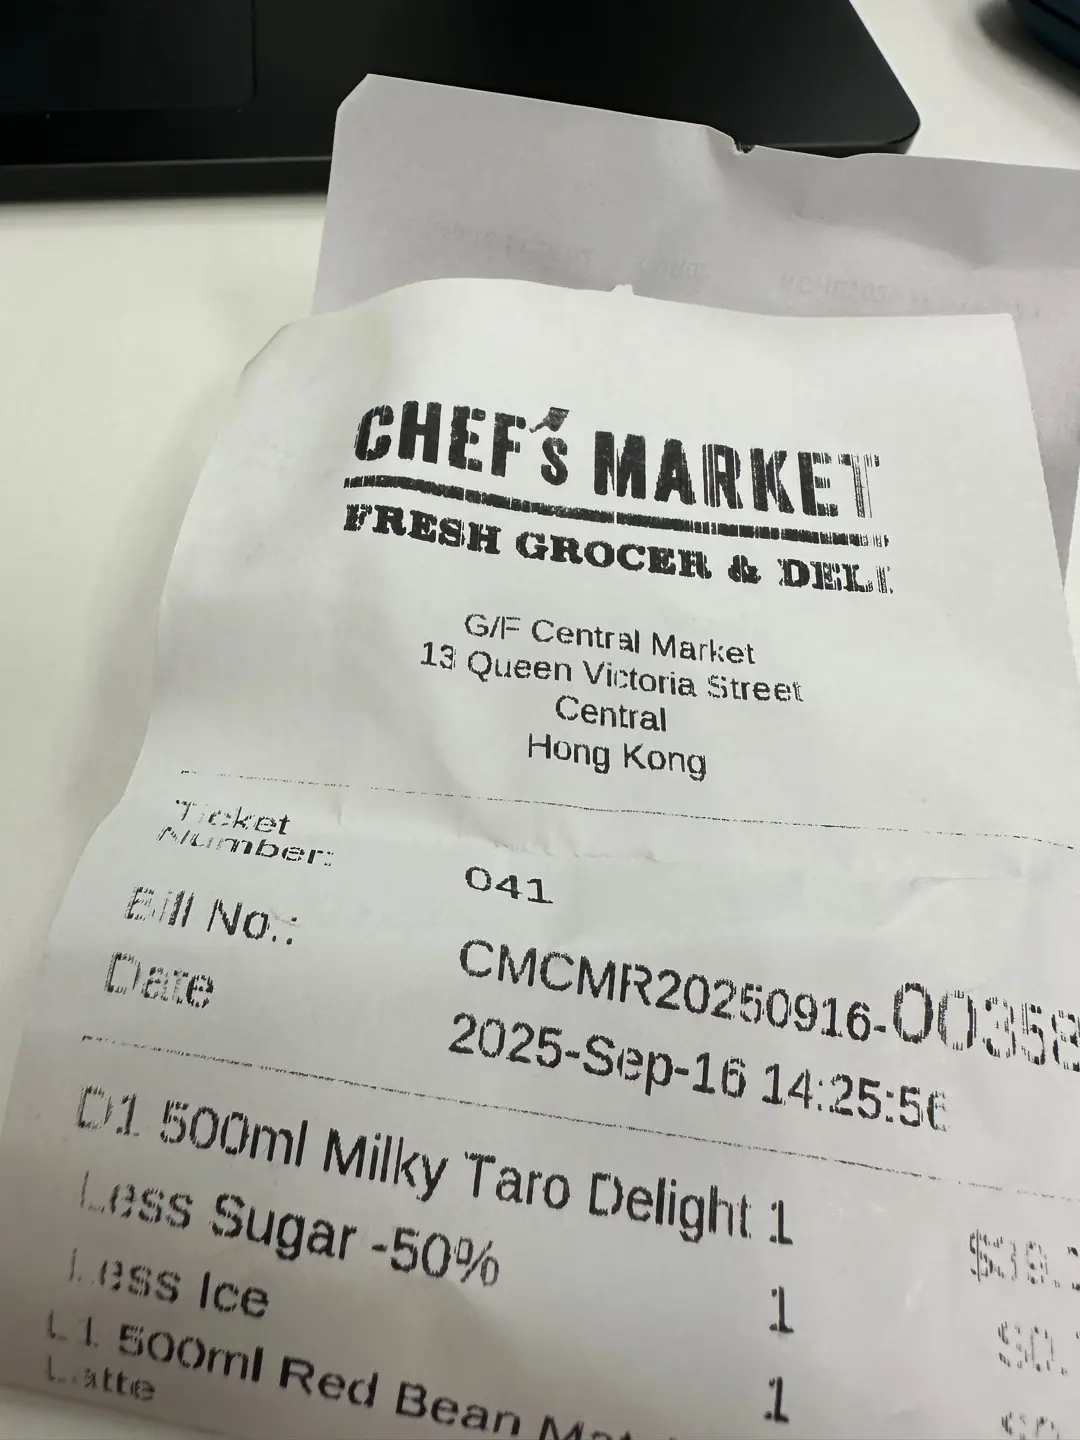 CHEF's MARKET
FRESH GROCER & DELI
G/F Central Market
13 Queen Victoria Street
Central
Hong Kong
Ticket
Number:
041
Bill No.:
CMCMR20250916-00358
Date
2025-Sep-16 14:25:56
D1 500ml Milky Taro Delight 1
Less Sugar -50%
1
Less Ice
1
L1 500ml Red Bean
Latte